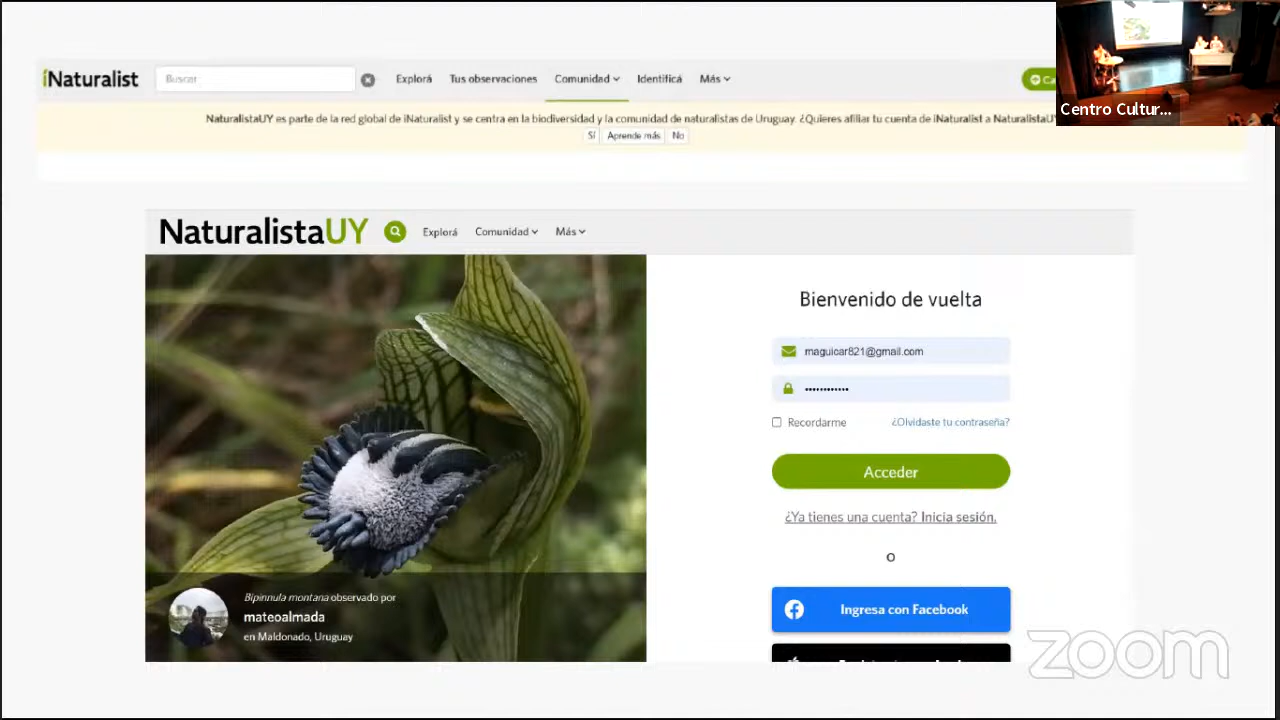 iNaturalist
Buscar
Explorá
Tus observaciones
Comunidad
Identificá
Más
Centro Cultur...
NaturalistaUY es parte de la red global de iNaturalist y se centra en la biodiversidad y la comunidad de naturalistas de Uruguay. ¿Quieres afiliar tu cuenta de iNaturalist a NaturalistaUY
Sí Aprende más No
NaturalistaUY
Explorá
Comunidad
Más
Bienvenido de vuelta
maguicar821@gmail.com
Recordarme
¿Olvidaste tu contraseña?
Acceder
¿Ya tienes una cuenta? Inicia sesión.
O
Ingresa con Facebook
Bipinnula montana observado por
mateoalmada
en Maldonado, Uruguay
zoom